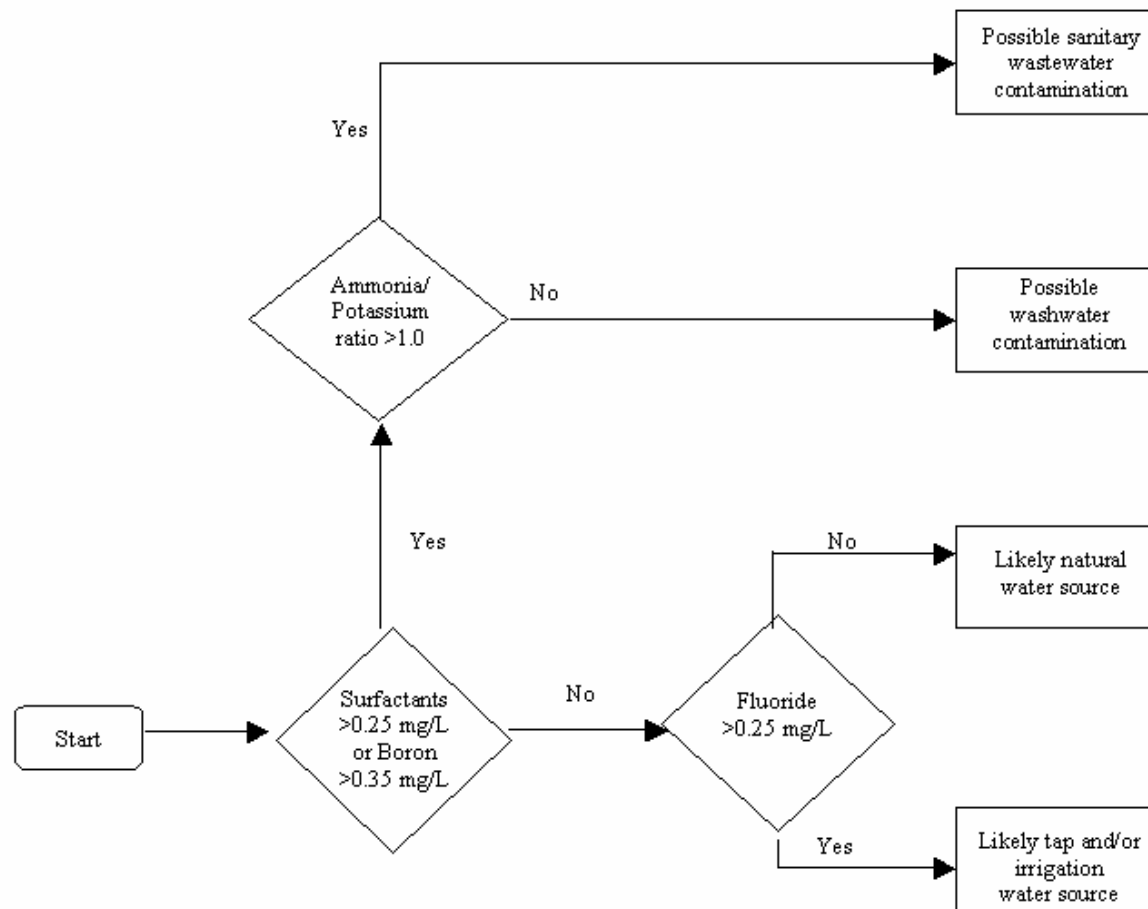 Possible sanitary
wastewater
contamination
Yes
Ammonia/
Potassium
ratio >1.0
No
Possible
washwater
contamination
Yes
No
Likely natural
water source
Start
Surfactants
>0.25 mg/L
or Boron
>0.35 mg/L
No
Fluoride
>0.25 mg/L
Yes
Likely tap and/or
irrigation
water source